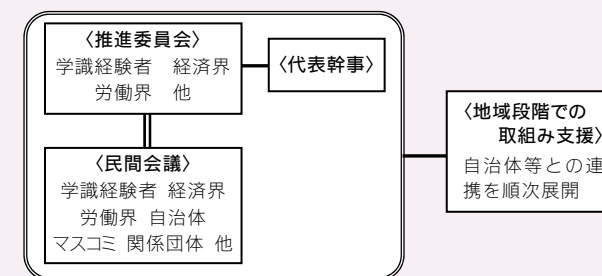 〈推進委員会〉
学識経験者　経済界
労働界　他
〈代表幹事〉
〈民間会議〉
学識経験者 経済界
労働界 自治体
マスコミ 関係団体 他
〈地域段階での
取組み支援〉
自治体等との連
携を順次展開